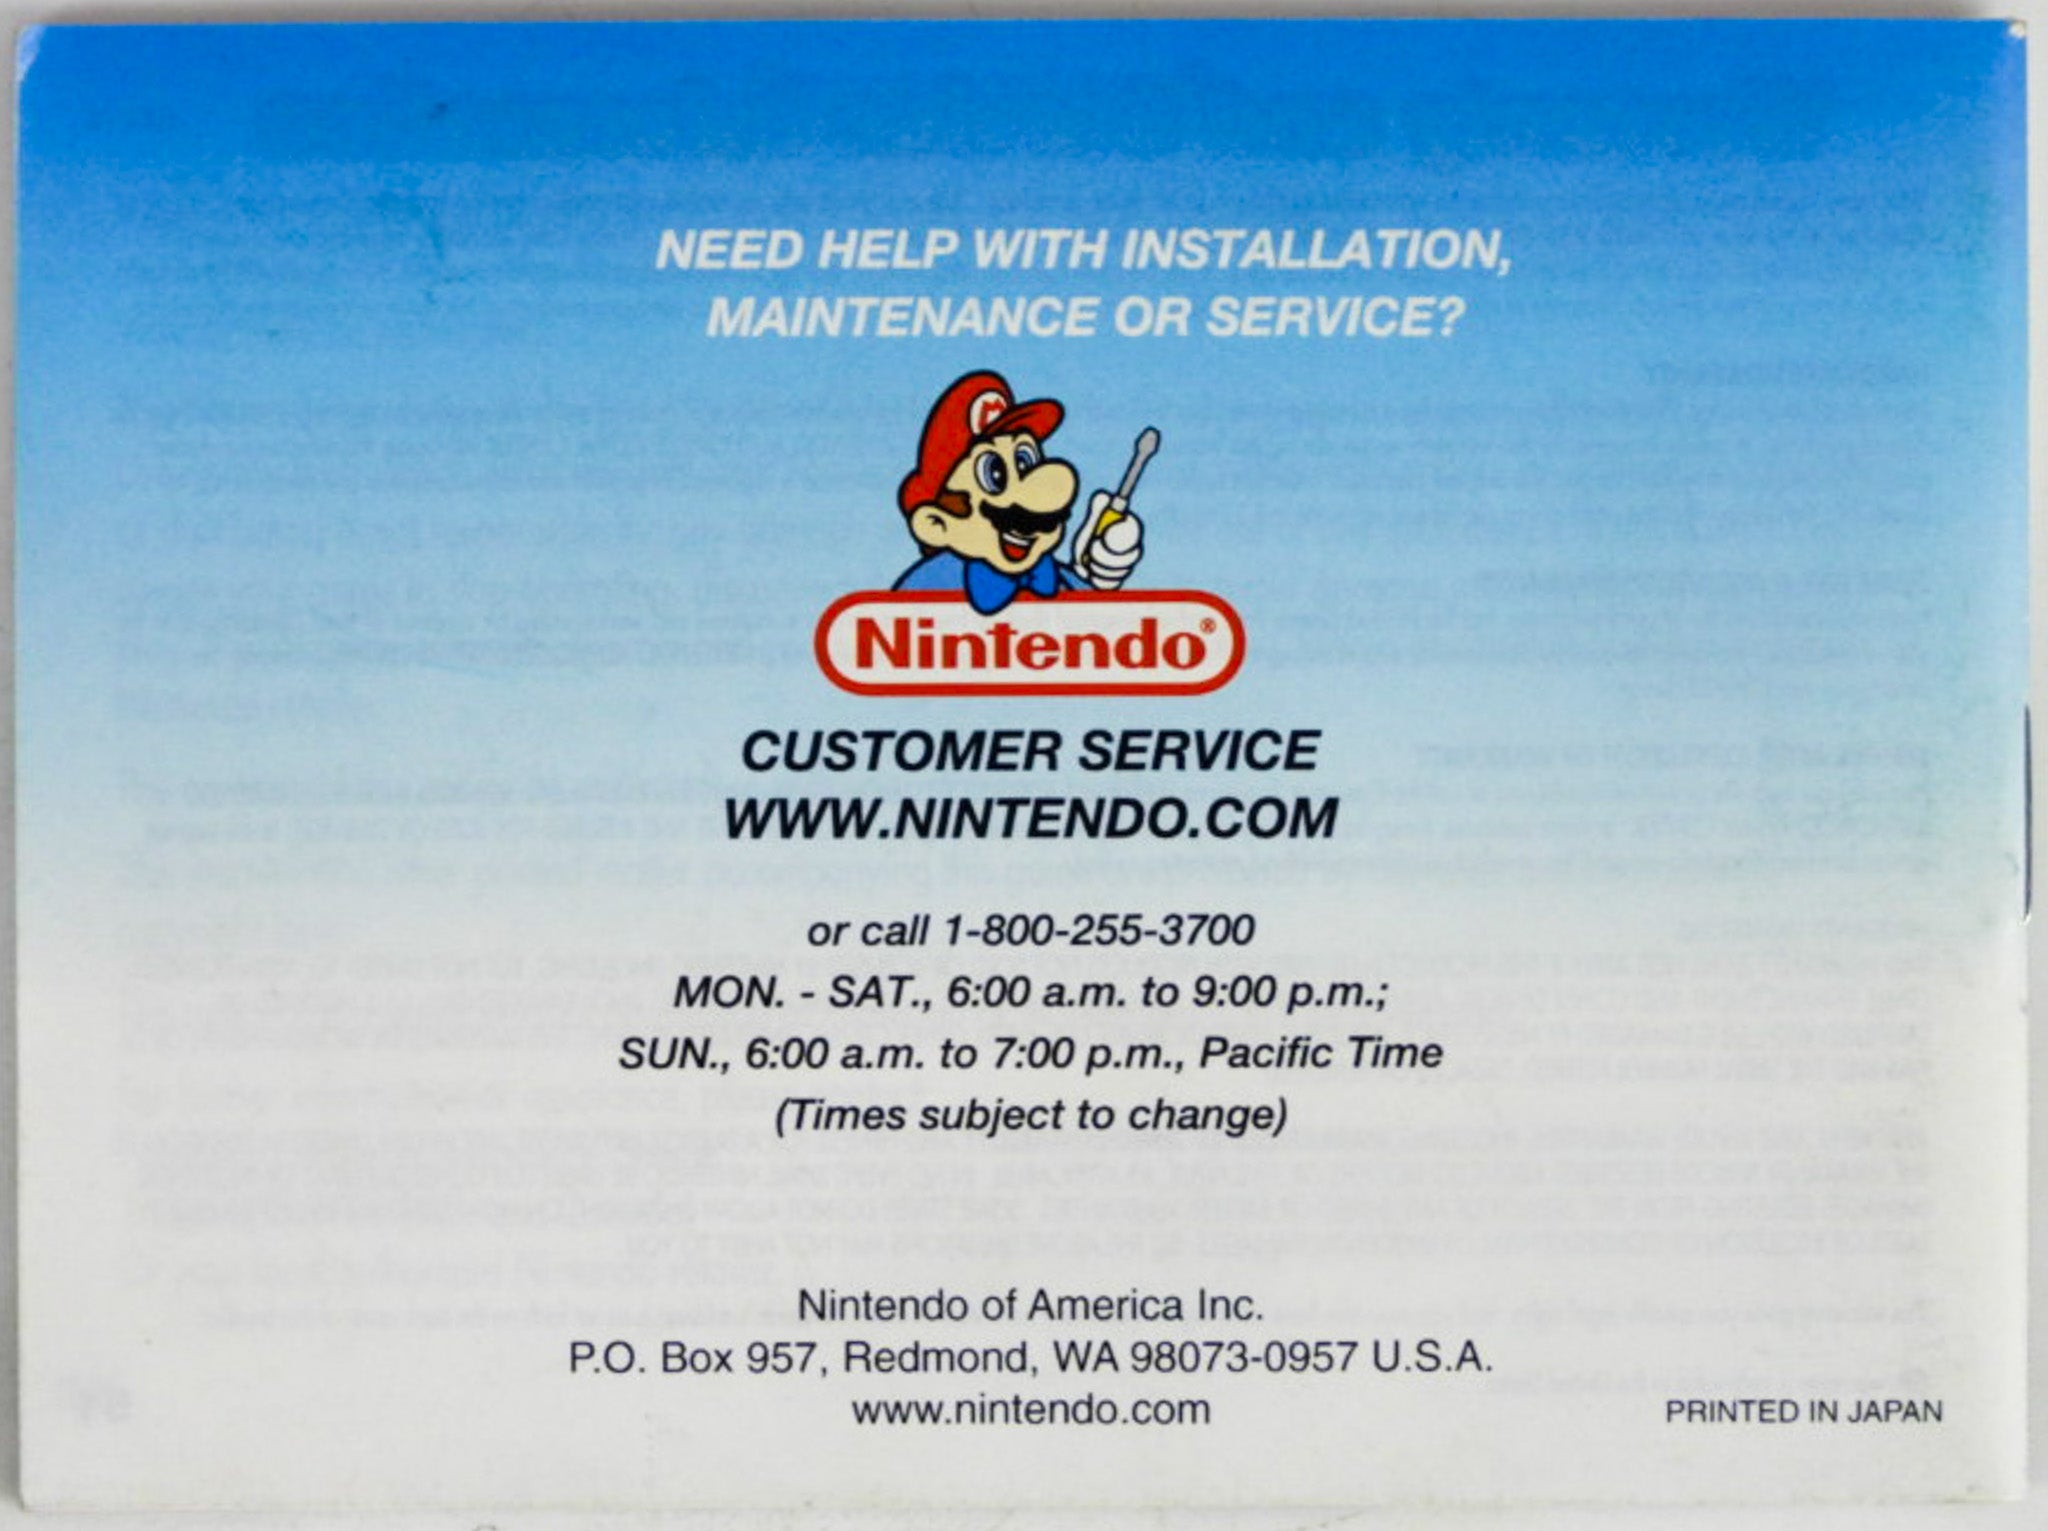 NEED HELP WITH INSTALLATION,
MAINTENANCE OR SERVICE?
M
Nintendo®
CUSTOMER SERVICE
WWW.NINTENDO.COM
or call 1-800-255-3700
MON. - SAT., 6:00 a.m. to 9:00 p.m.;
SUN., 6:00 a.m. to 7:00 p.m., Pacific Time
(Times subject to change)
Nintendo of America Inc.
P.O. Box 957, Redmond, WA 98073-0957 U.S.A.
www.nintendo.com
PRINTED IN JAPAN